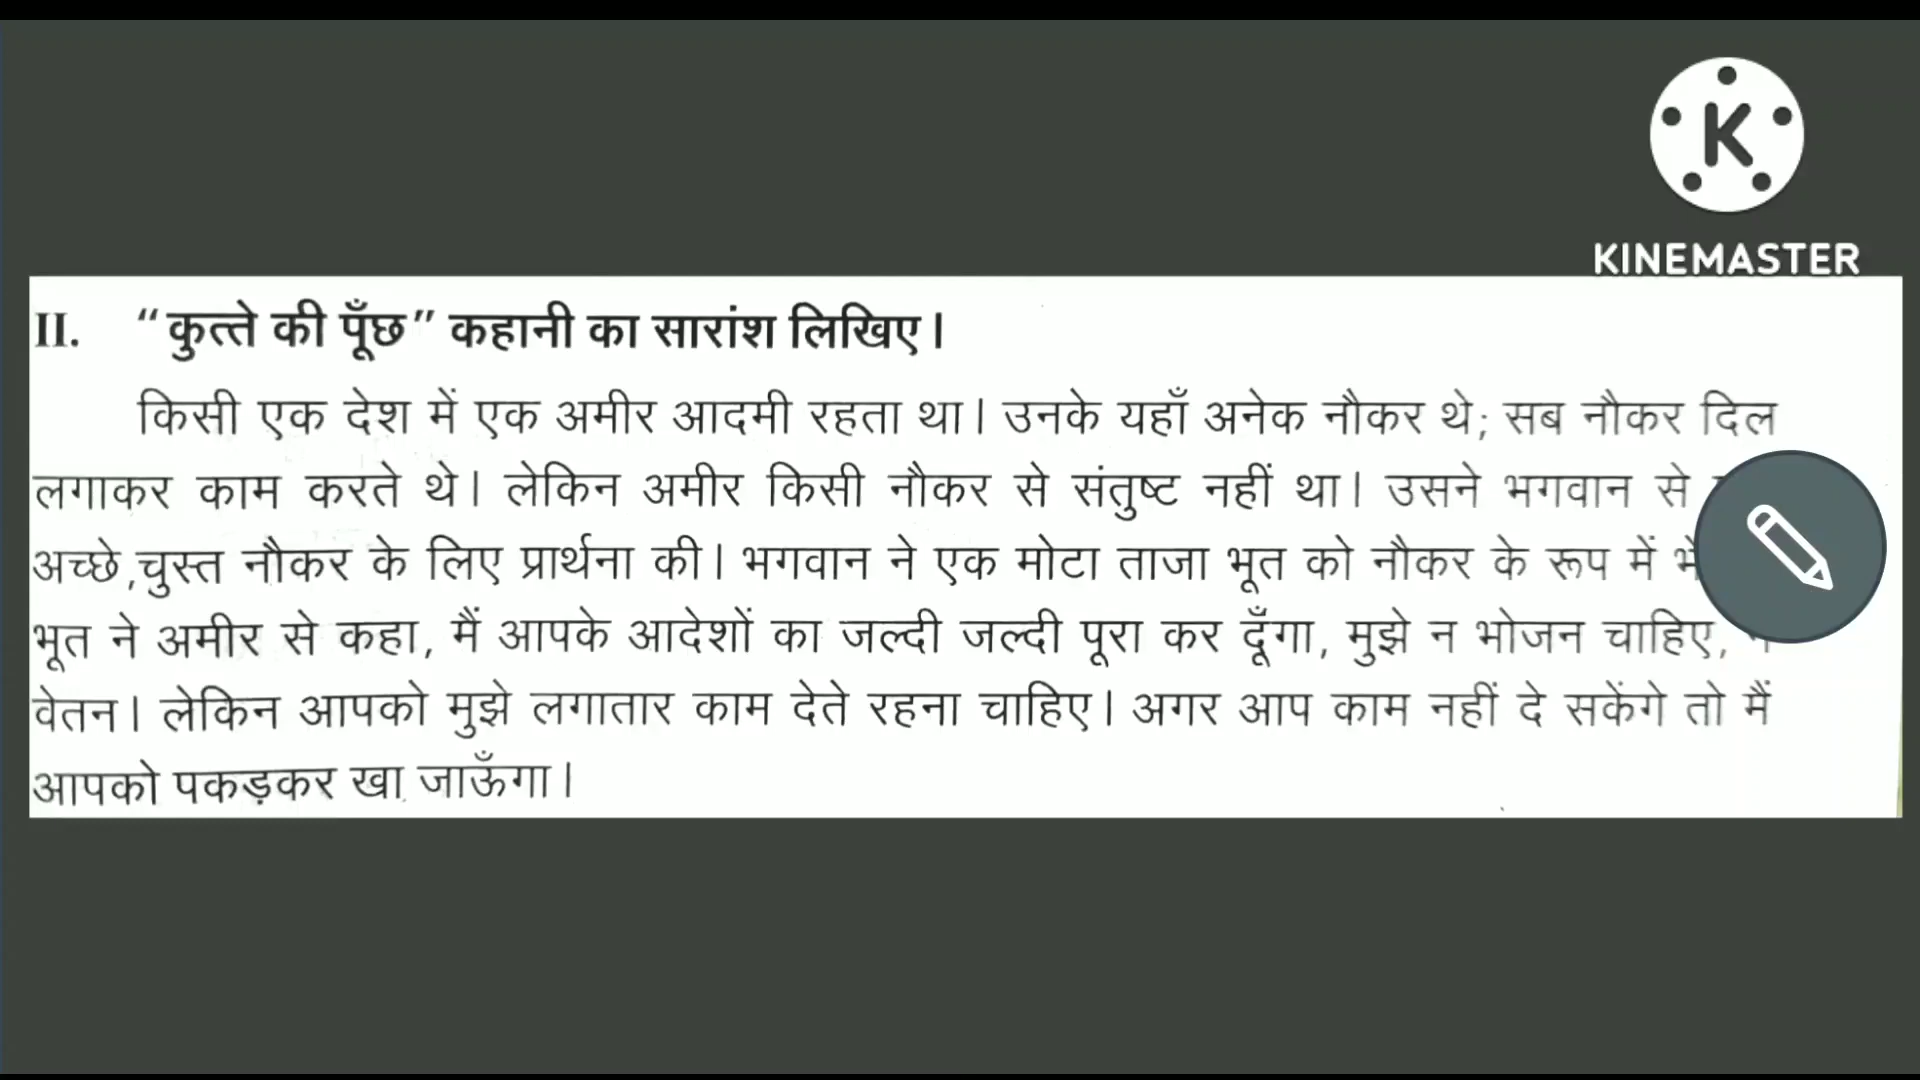 KINEMASTER
II. “कुत्ते की पूँछ” कहानी का सारांश लिखिए।
किसी एक देश में एक अमीर आदमी रहता था। उनके यहाँ अनेक नौकर थे; सब नौकर दिल
लगाकर काम करते थे। लेकिन अमीर किसी नौकर से संतुष्ट नहीं था। उसने भगवान से
अच्छे,चुस्त नौकर के लिए प्रार्थना की। भगवान ने एक मोटा ताजा भूत को नौकर के रूप में
भूत ने अमीर से कहा, मैं आपके आदेशों का जल्दी जल्दी पूरा कर दूँगा, मुझे न भोजन चाहिए,
वेतन। लेकिन आपको मुझे लगातार काम देते रहना चाहिए। अगर आप काम नहीं दे सकेंगे तो मैं
आपको पकड़कर खा जाऊँगा।